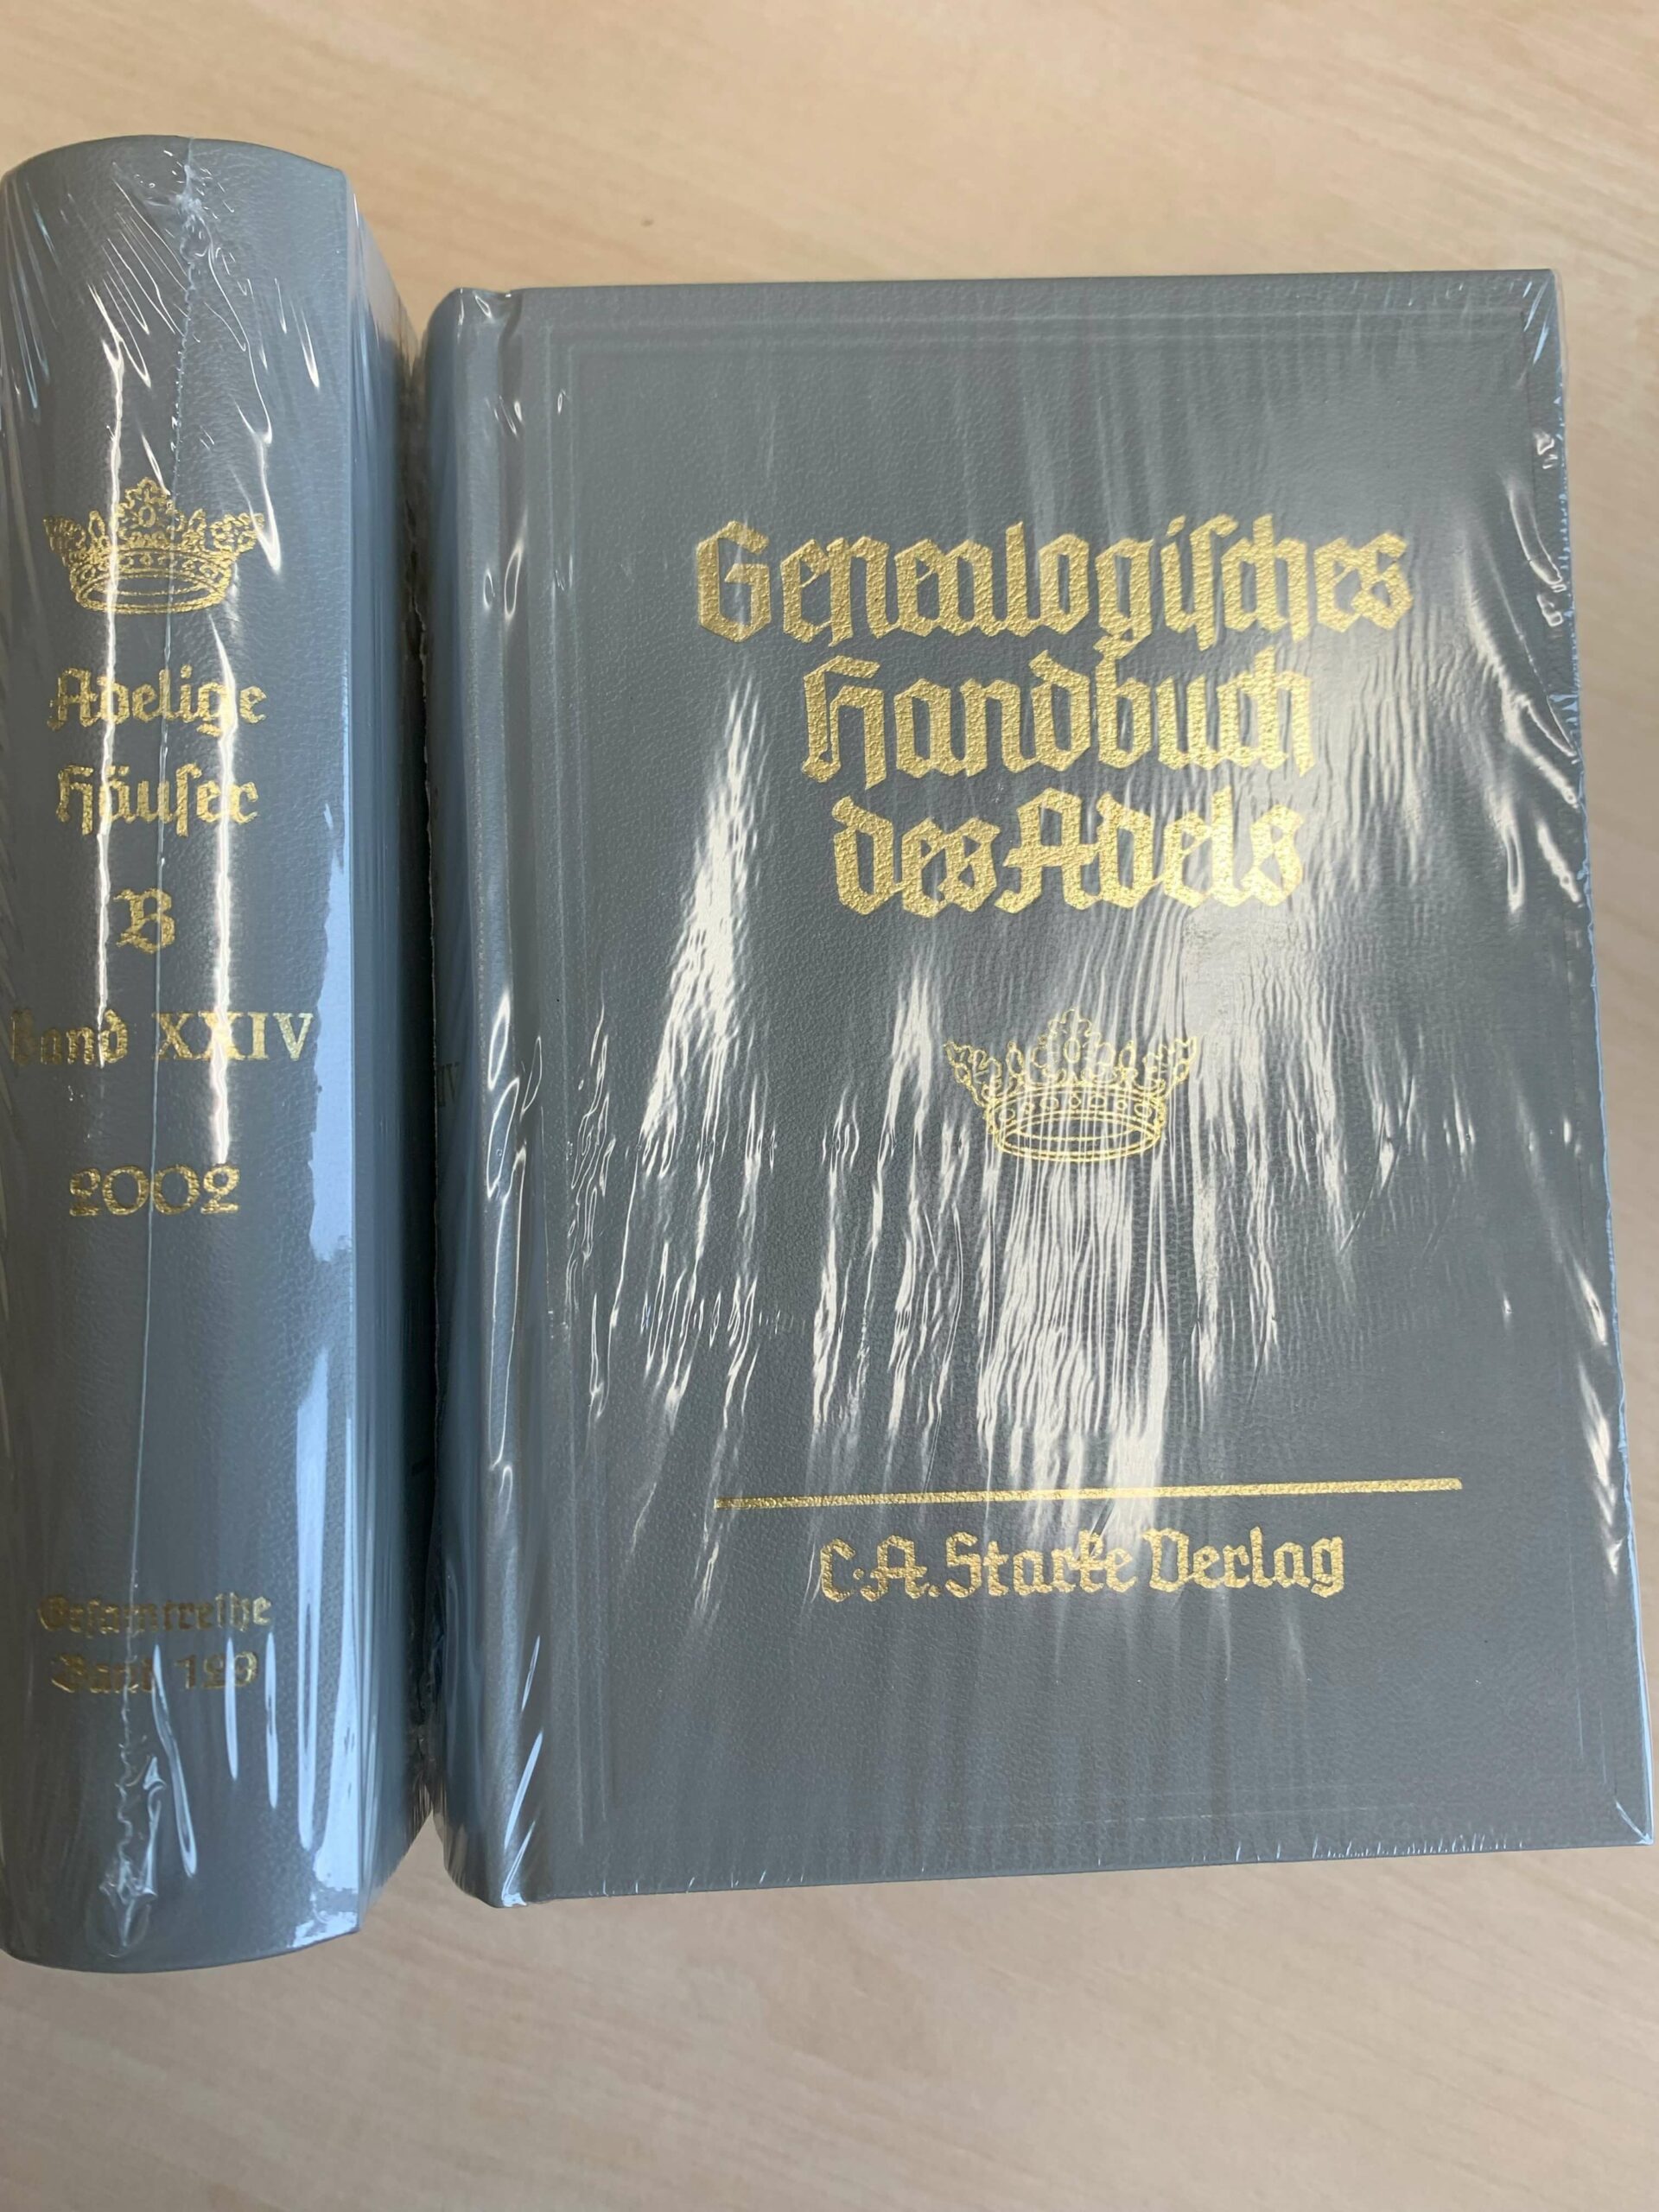 Adelige
Häuſer
B
Band XXIV
2002
Geſamtreihe
Band 129
Genealogiſches
Handbuch
des Adels
C.A. Starke Verlag